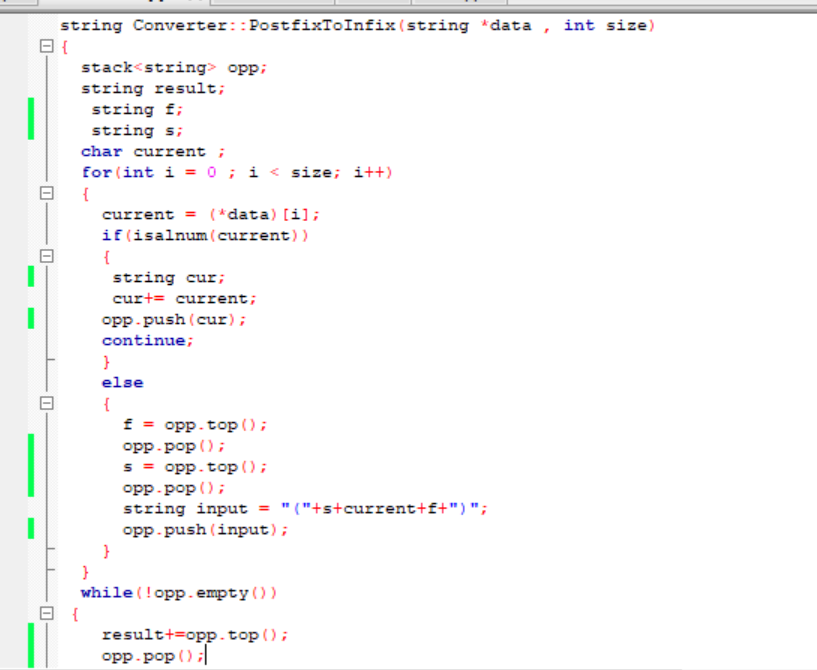 string Converter::PostfixToInfix(string *data , int size)
{
stack<string> opp;
string result;
string f;
string s;
char current ;
for(int i = 0 ; i < size; i++)
{
current = (*data)[i];
if(isalnum(current))
{
string cur;
cur+= current;
opp.push(cur);
continue;
}
else
{
f = opp.top();
opp.pop();
s = opp.top();
opp.pop();
string input = "("+s+current+f+")";
opp.push(input);
}
}
while(!opp.empty())
{
result+=opp.top();
opp.pop();